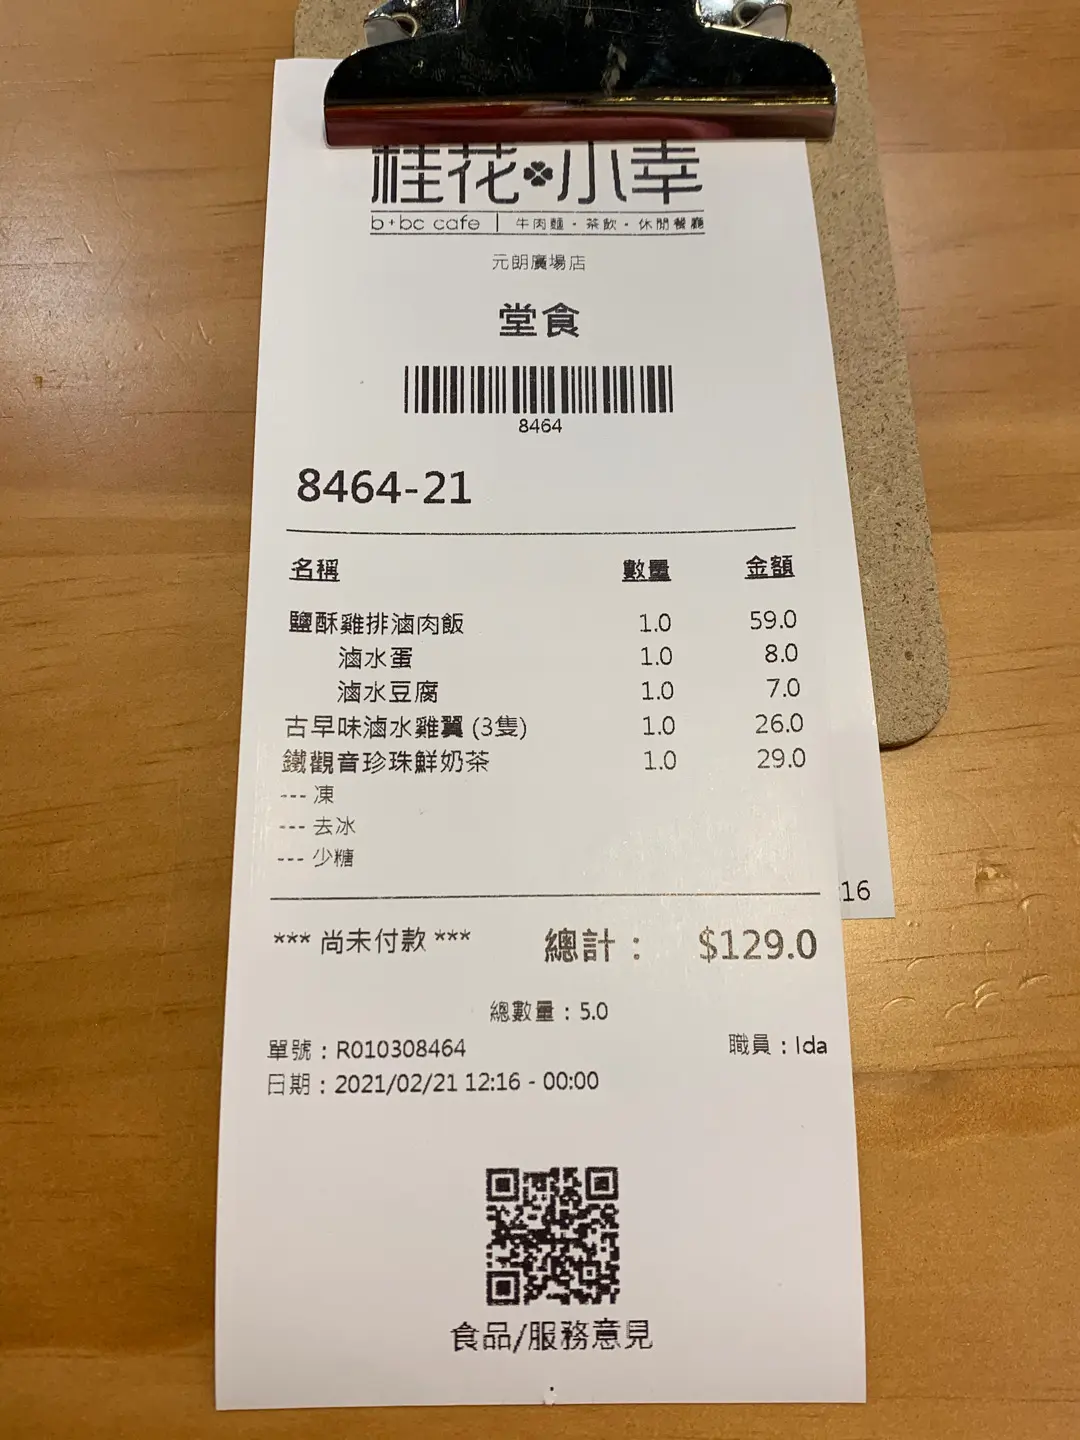 桂花小幸
b+bc cafe | 牛肉麵・茶飲・休閒餐廳
元朗廣場店
堂食
8464
8464-21
名稱 數量 金額
鹽酥雞排滷肉飯 1.0 59.0
滷水蛋 1.0 8.0
滷水豆腐 1.0 7.0
古早味滷水雞翼 (3隻) 1.0 26.0
鐵觀音珍珠鮮奶茶 1.0 29.0
--- 凍
--- 去冰
--- 少糖
:16
*** 尚未付款 *** 總計： $129.0
總數量：5.0
單號：R010308464 職員：Ida
日期：2021/02/21 12:16 - 00:00
食品/服務意見